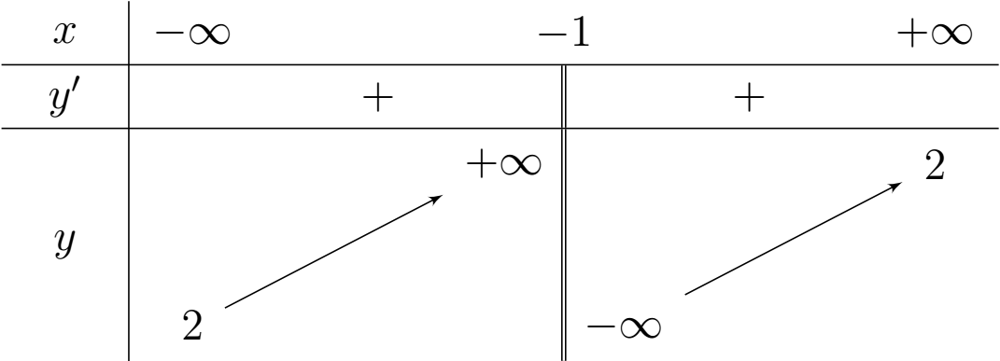 x −∞ −1 +∞
y′ + +
+∞ 2
y
2 −∞